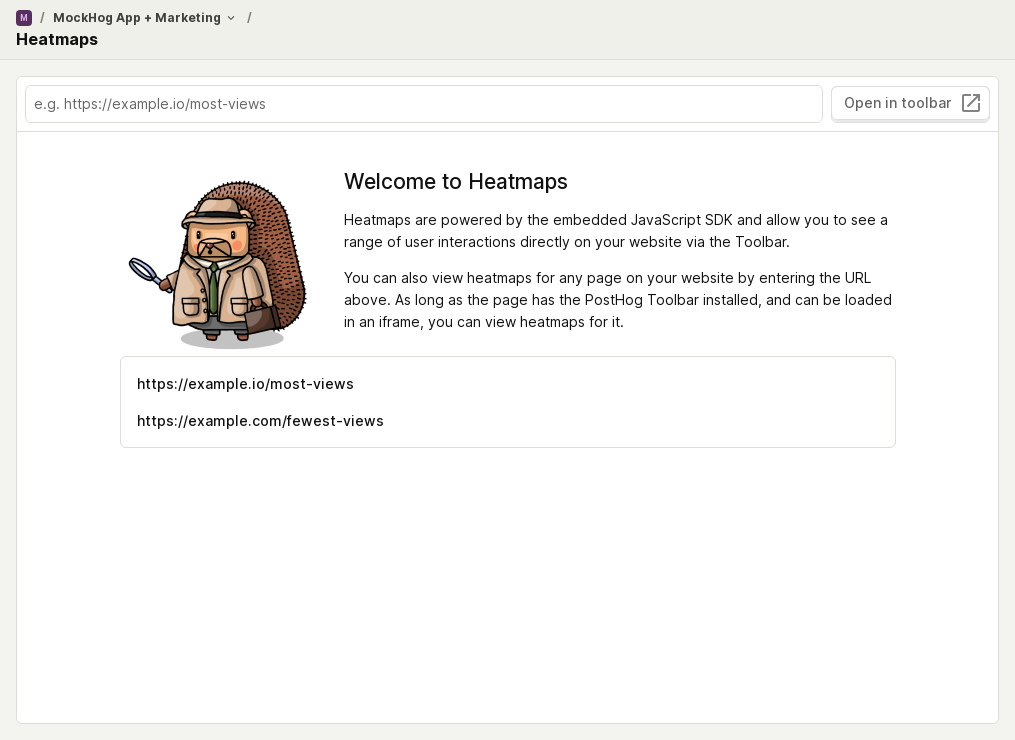 M / MockHog App + Marketing /
Heatmaps
e.g. https://example.io/most-views
Open in toolbar
Welcome to Heatmaps
Heatmaps are powered by the embedded JavaScript SDK and allow you to see a
range of user interactions directly on your website via the Toolbar.
You can also view heatmaps for any page on your website by entering the URL
above. As long as the page has the PostHog Toolbar installed, and can be loaded
in an iframe, you can view heatmaps for it.
https://example.io/most-views
https://example.com/fewest-views